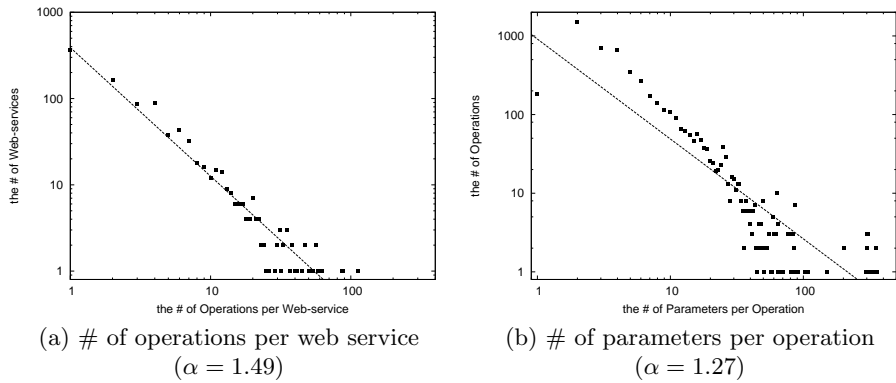 1000
100
10
1
1
10
100
the # of Web-services
the # of Operations per Web-service
(a) # of operations per web service
(α = 1.49)
1000
100
10
1
1
10
100
the # of Operations
the # of Parameters per Operation
(b) # of parameters per operation
(α = 1.27)